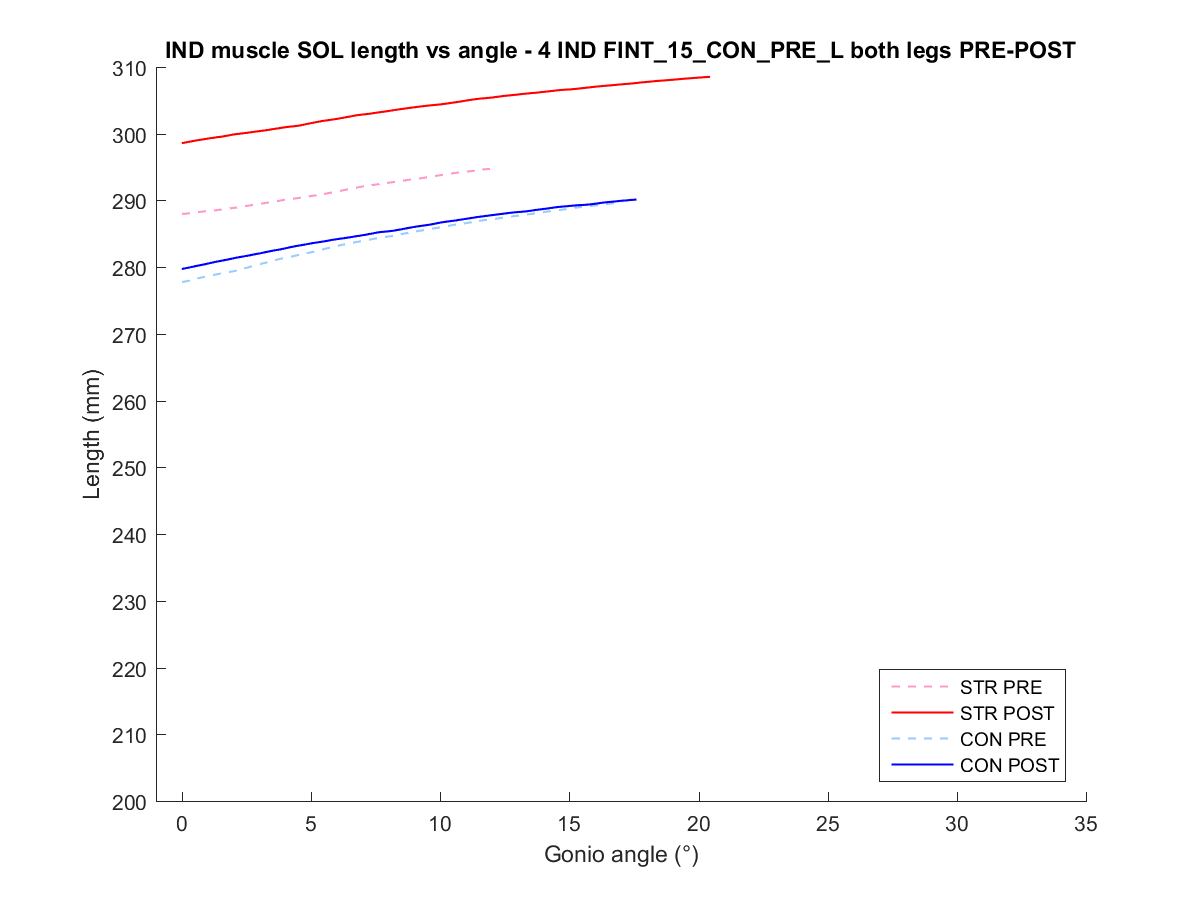 IND muscle SOL length vs angle - 4 IND FINT_15_CON_PRE_L both legs PRE-POST
310
300
290
280
270
260
250
240
230
220
210
200
Length (mm)
0 5 10 15 20 25 30 35
Gonio angle (°)
STR PRE
STR POST
CON PRE
CON POST